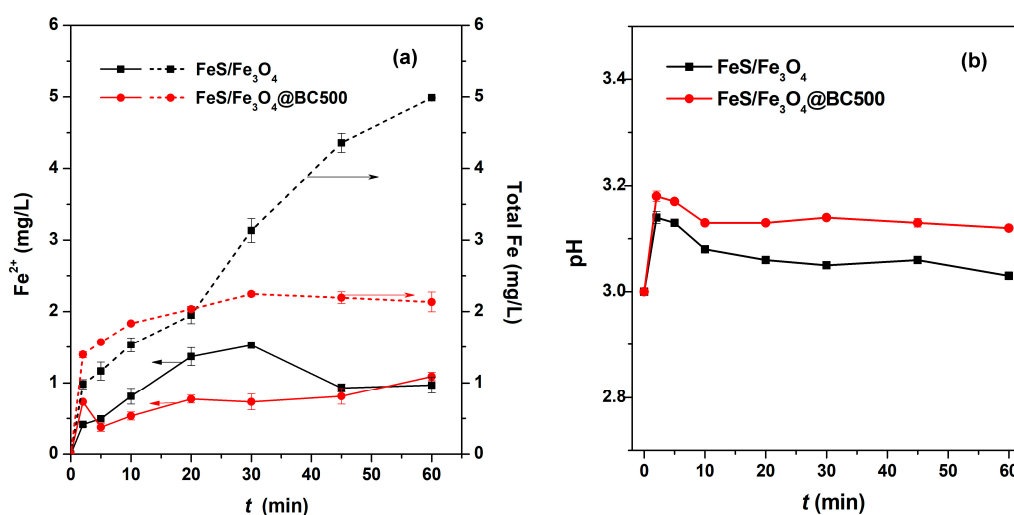 (a)
FeS/Fe₃O₄
FeS/Fe₃O₄@BC500
Fe²⁺ (mg/L)
6
5
4
3
2
1
0
Total Fe (mg/L)
6
5
4
3
2
1
0
0 10 20 30 40 50 60
t (min)
(b)
FeS/Fe₃O₄
FeS/Fe₃O₄@BC500
pH
3.4
3.2
3.0
2.8
0 10 20 30 40 50 60
t (min)